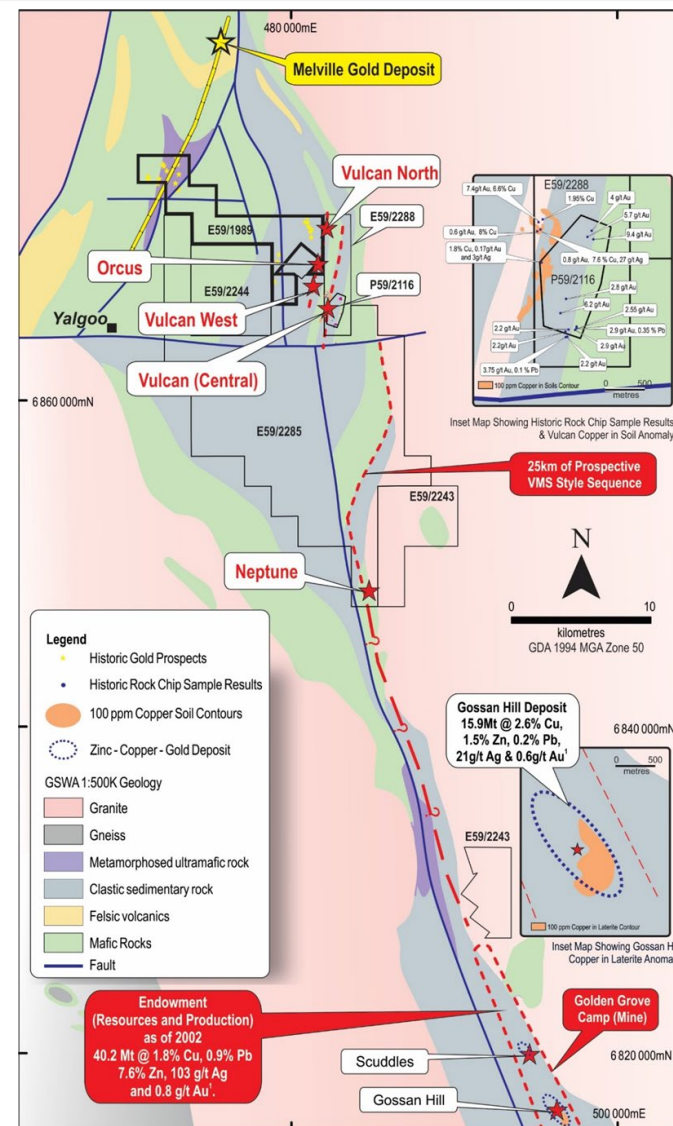 480 000mE
Melville Gold Deposit
Vulcan North
E59/2288
E59/1989
Orcus
E59/2244
P59/2116
Yalgoo
Vulcan West
Vulcan (Central)
6 860 000mN
E59/2285
E59/2288
7.4g/t Au, 6.6% Cu
1.95% Cu
4 g/t Au
5.7 g/t Au
0.6 g/t Au, 8% Cu
9.4 g/t Au
1.8% Cu, 0.17g/t Au
and 3g/t Ag
0.8 g/t Au, 7.6 % Cu, 27 g/t Ag
P59/2116
2.8 g/t Au
6.2 g/t Au
2.55 g/t Au
2.2 g/t Au
2.9 g/t Au, 0.35 % Pb
2.2g/t Au
2.9 g/t Au
2.2 g/t Au
3.75 g/t Au, 0.1 % Pb
100 ppm Copper in Soils Contour
0 500
metres
Inset Map Showing Historic Rock Chip Sample Results
& Vulcan Copper in Soil Anomaly
25km of Prospective
VMS Style Sequence
E59/2243
N
Neptune
0 10
kilometres
GDA 1994 MGA Zone 50
?
?
?
Legend
Historic Gold Prospects
Historic Rock Chip Sample Results
100 ppm Copper Soil Contours
Zinc - Copper - Gold Deposit
GSWA 1:500K Geology
Granite
Gneiss
Metamorphosed ultramafic rock
Clastic sedimentary rock
Felsic volcanics
Mafic Rocks
Fault
Gossan Hill Deposit
15.9Mt @ 2.6% Cu,
1.5% Zn, 0.2% Pb,
21g/t Ag & 0.6g/t Au¹
6 840 000mN
0 500
metres
E59/2243
100 ppm Copper in Laterite Contour
Inset Map Showing Gossan H
Copper in Laterite Anoma
Endowment
(Resources and Production)
as of 2002
40.2 Mt @ 1.8% Cu, 0.9% Pb
7.6% Zn, 103 g/t Ag
and 0.8 g/t Au¹.
Golden Grove
Camp (Mine)
Scuddles
6 820 000mN
Gossan Hill
500 000mE